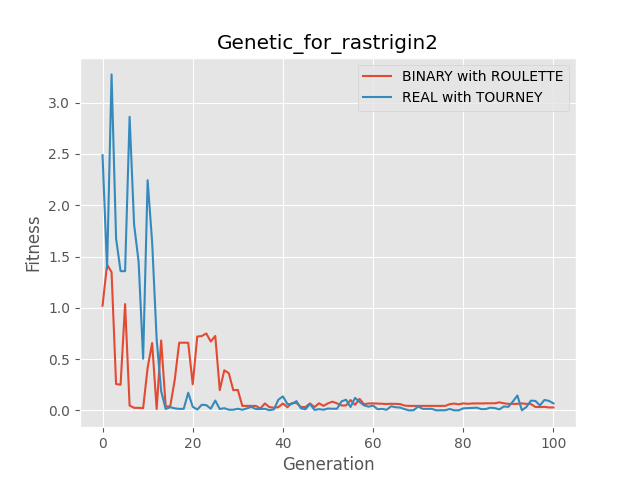 Genetic_for_rastrigin2
BINARY with ROULETTE
REAL with TOURNEY
Fitness
3.0
2.5
2.0
1.5
1.0
0.5
0.0
0 20 40 60 80 100
Generation